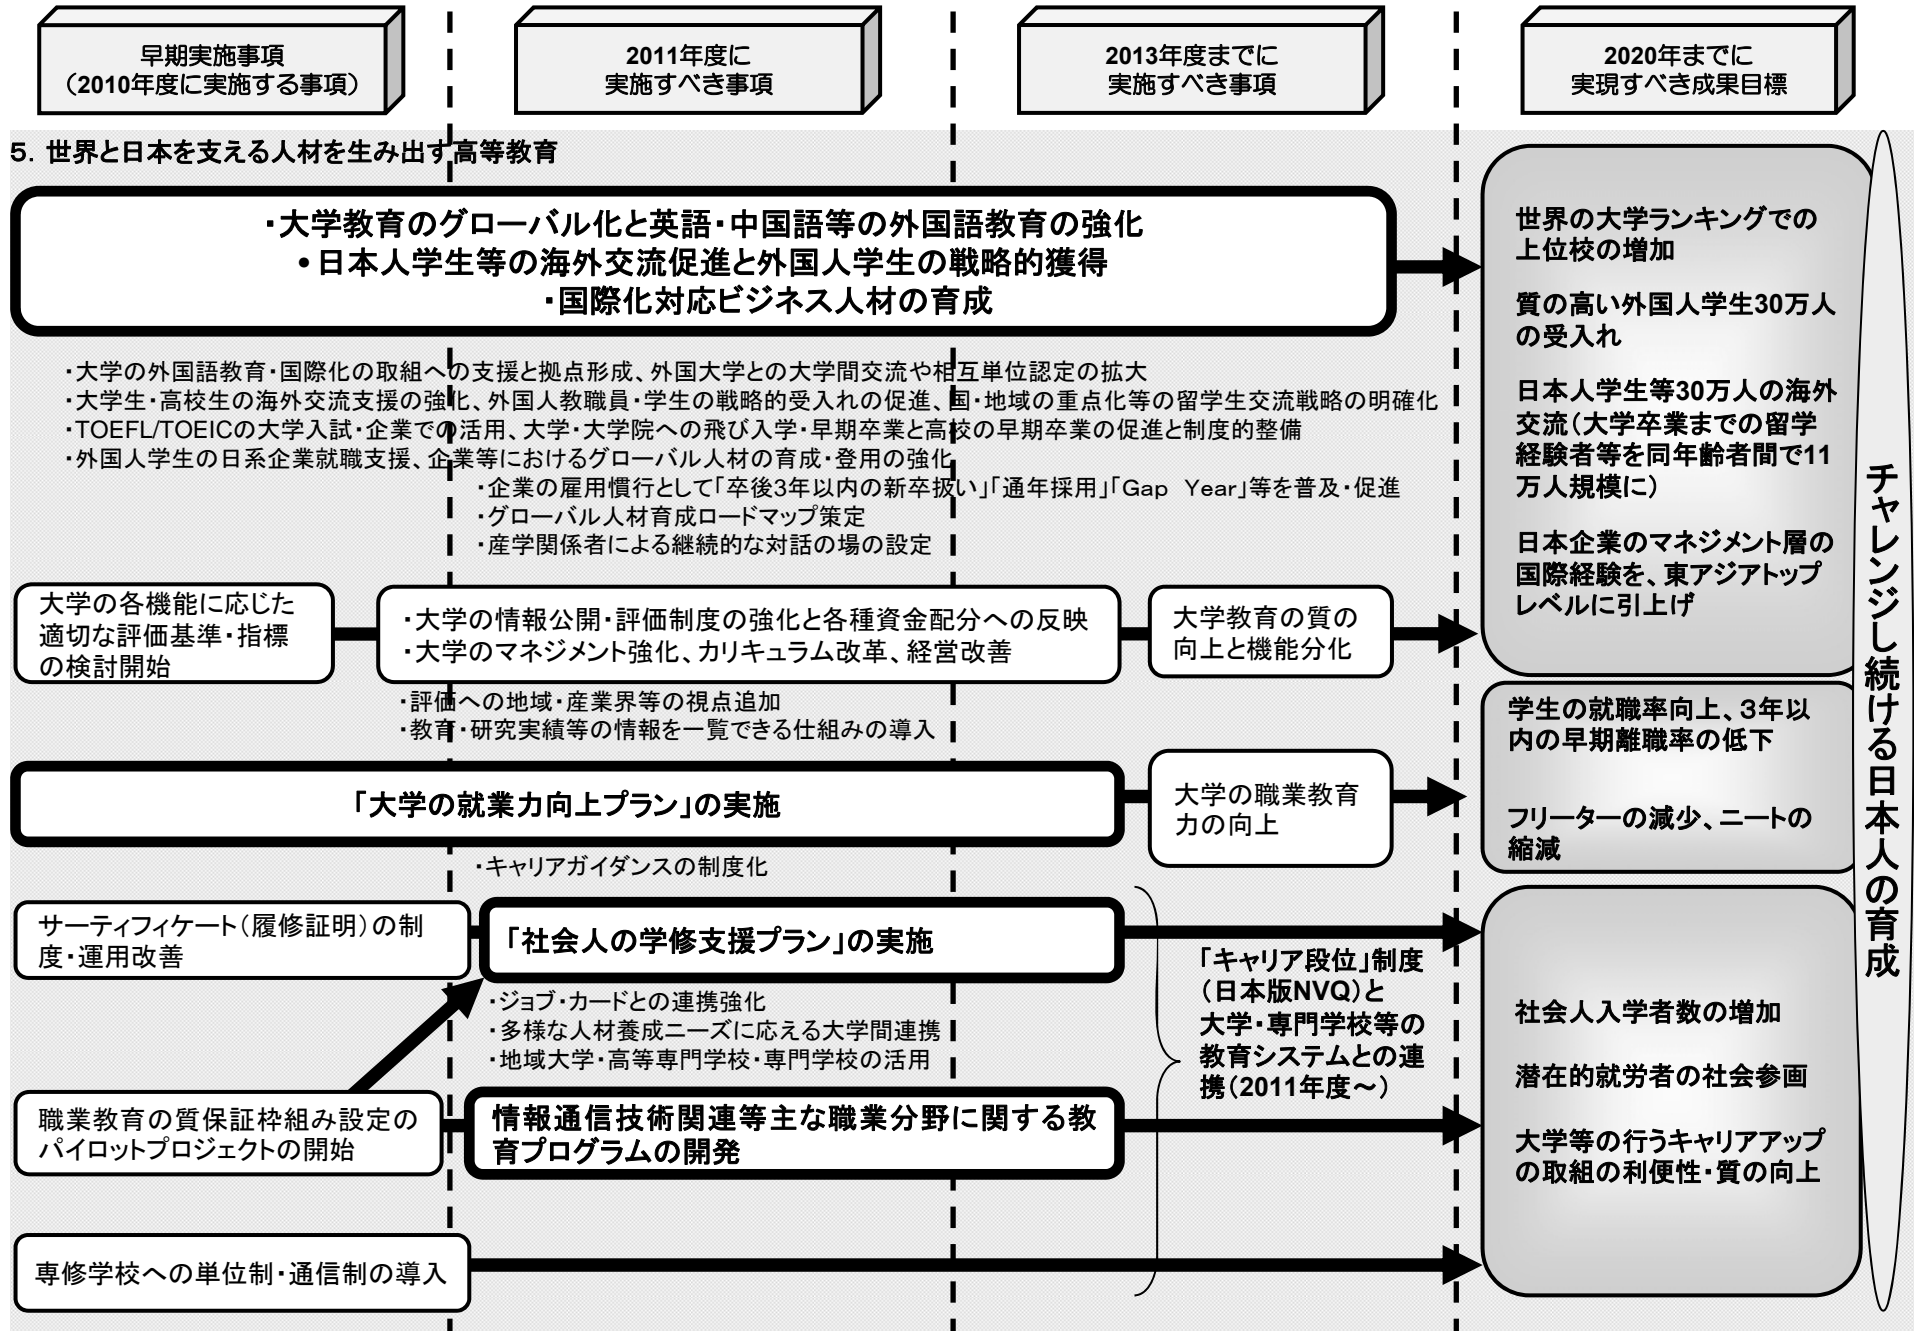 早期実施事項
（2010年度に実施する事項）
2011年度に
実施すべき事項
2013年度までに
実施すべき事項
2020年までに
実現すべき成果目標
５．世界と日本を支える人材を生み出す高等教育
・大学教育のグローバル化と英語・中国語等の外国語教育の強化
•日本人学生等の海外交流促進と外国人学生の戦略的獲得
・国際化対応ビジネス人材の育成
・大学の外国語教育・国際化の取組への支援と拠点形成、外国大学との大学間交流や相互単位認定の拡大
・大学生・高校生の海外交流支援の強化、外国人教職員・学生の戦略的受入れの促進、国・地域の重点化等の留学生交流戦略の明確化
・TOEFL/TOEICの大学入試・企業での活用、大学・大学院への飛び入学・早期卒業と高校の早期卒業の促進と制度的整備
・外国人学生の日系企業就職支援、企業等におけるグローバル人材の育成・登用の強化
・企業の雇用慣行として「卒後3年以内の新卒扱い」「通年採用」「Ｇａｐ　Ｙｅａｒ」等を普及・促進
・グローバル人材育成ロードマップ策定
・産学関係者による継続的な対話の場の設定
大学の各機能に応じた
適切な評価基準・指標
の検討開始
・大学の情報公開・評価制度の強化と各種資金配分への反映
・大学のマネジメント強化、カリキュラム改革、経営改善
大学教育の質の
向上と機能分化
・評価への地域・産業界等の視点追加
・教育・研究実績等の情報を一覧できる仕組みの導入
「大学の就業力向上プラン」の実施
大学の職業教育
力の向上
・キャリアガイダンスの制度化
サーティフィケート（履修証明）の制
度・運用改善
「社会人の学修支援プラン」の実施
・ジョブ・カードとの連携強化
・多様な人材養成ニーズに応える大学間連携
・地域大学・高等専門学校・専門学校の活用
「キャリア段位」制度
（日本版NVQ）と
大学・専門学校等の
教育システムとの連
携（2011年度～）
職業教育の質保証枠組み設定の
パイロットプロジェクトの開始
情報通信技術関連等主な職業分野に関する教
育プログラムの開発
専修学校への単位制・通信制の導入
世界の大学ランキングでの
上位校の増加
質の高い外国人学生30万人
の受入れ
日本人学生等30万人の海外
交流（大学卒業までの留学
経験者等を同年齢者間で11
万人規模に）
日本企業のマネジメント層の
国際経験を、東アジアトップ
レベルに引上げ
学生の就職率向上、３年以
内の早期離職率の低下
フリーターの減少、ニートの
縮減
社会人入学者数の増加
潜在的就労者の社会参画
大学等の行うキャリアアップ
の取組の利便性・質の向上
チャレンジし続ける日本人の育成